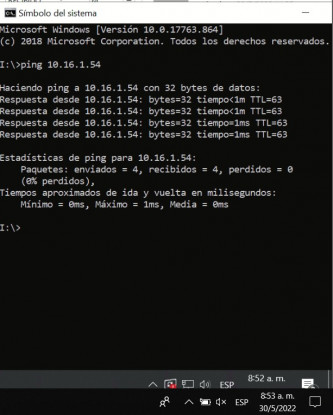 Símbolo del sistema
Microsoft Windows [Versión 10.0.17763.864]
(c) 2018 Microsoft Corporation. Todos los derechos reservados.
I:\>ping 10.16.1.54
Haciendo ping a 10.16.1.54 con 32 bytes de datos:
Respuesta desde 10.16.1.54: bytes=32 tiempo<1m TTL=63
Respuesta desde 10.16.1.54: bytes=32 tiempo<1m TTL=63
Respuesta desde 10.16.1.54: bytes=32 tiempo=1ms TTL=63
Respuesta desde 10.16.1.54: bytes=32 tiempo=1ms TTL=63
Estadísticas de ping para 10.16.1.54:
Paquetes: enviados = 4, recibidos = 4, perdidos = 0
(0% perdidos),
Tiempos aproximados de ida y vuelta en milisegundos:
Mínimo = 0ms, Máximo = 1ms, Media = 0ms
I:\>
ESP 8:52 a. m.
ESP 8:53 a. m.
30/5/2022